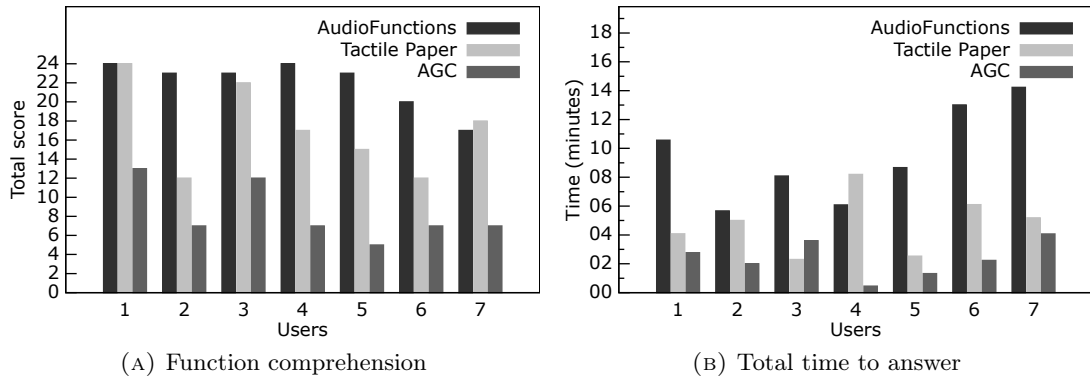 AudioFunctions
Tactile Paper
AGC
Total score
24
22
20
18
16
14
12
10
8
6
4
2
0
1 2 3 4 5 6 7
Users
(A) Function comprehension
AudioFunctions
Tactile Paper
AGC
Time (minutes)
18
16
14
12
10
08
06
04
02
00
1 2 3 4 5 6 7
Users
(B) Total time to answer